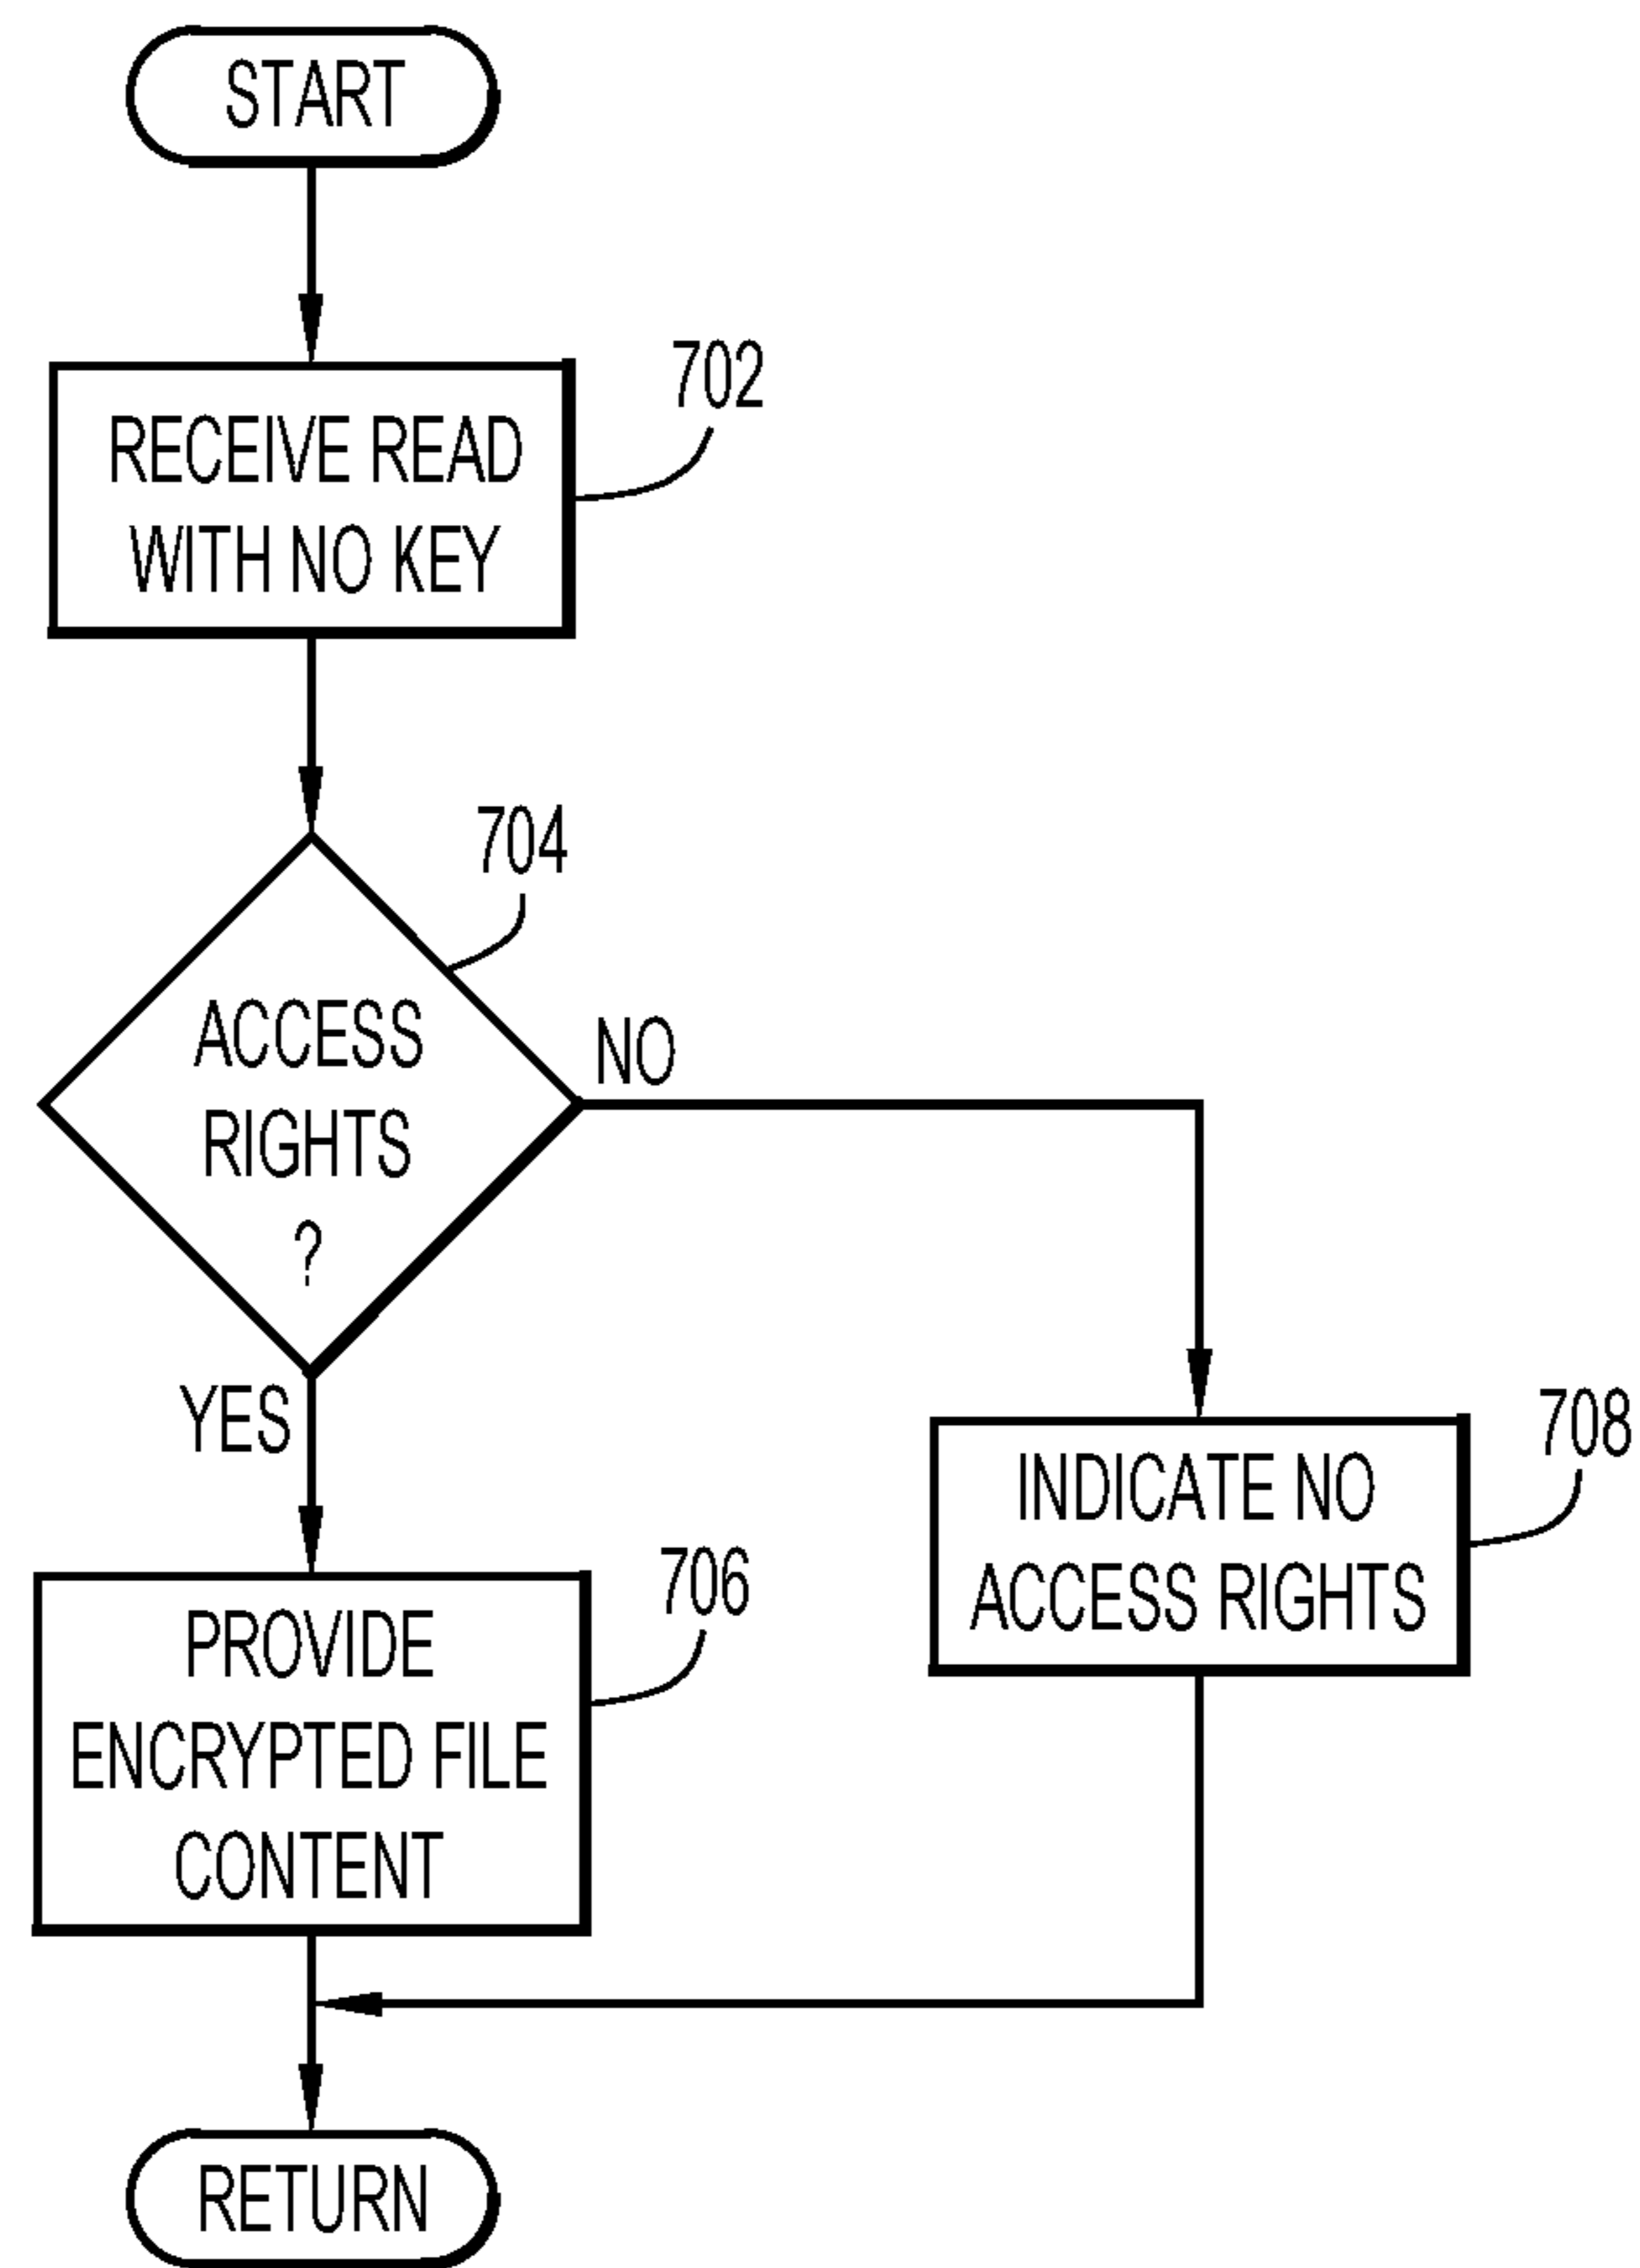 START
702
RECEIVE READ
WITH NO KEY
704
ACCESS
RIGHTS
?
NO
YES
708
INDICATE NO
ACCESS RIGHTS
706
PROVIDE
ENCRYPTED FILE
CONTENT
RETURN